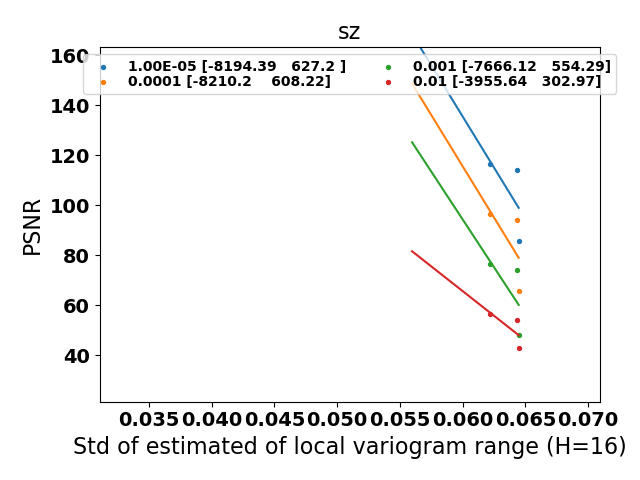 sz
160
1.00E-05 [-8194.39 627.2 ]
0.001 [-7666.12 554.29]
0.0001 [-8210.2 608.22]
0.01 [-3955.64 302.97]
140
120
100
80
60
40
PSNR
0.035 0.040 0.045 0.050 0.055 0.060 0.065 0.070
Std of estimated of local variogram range (H=16)